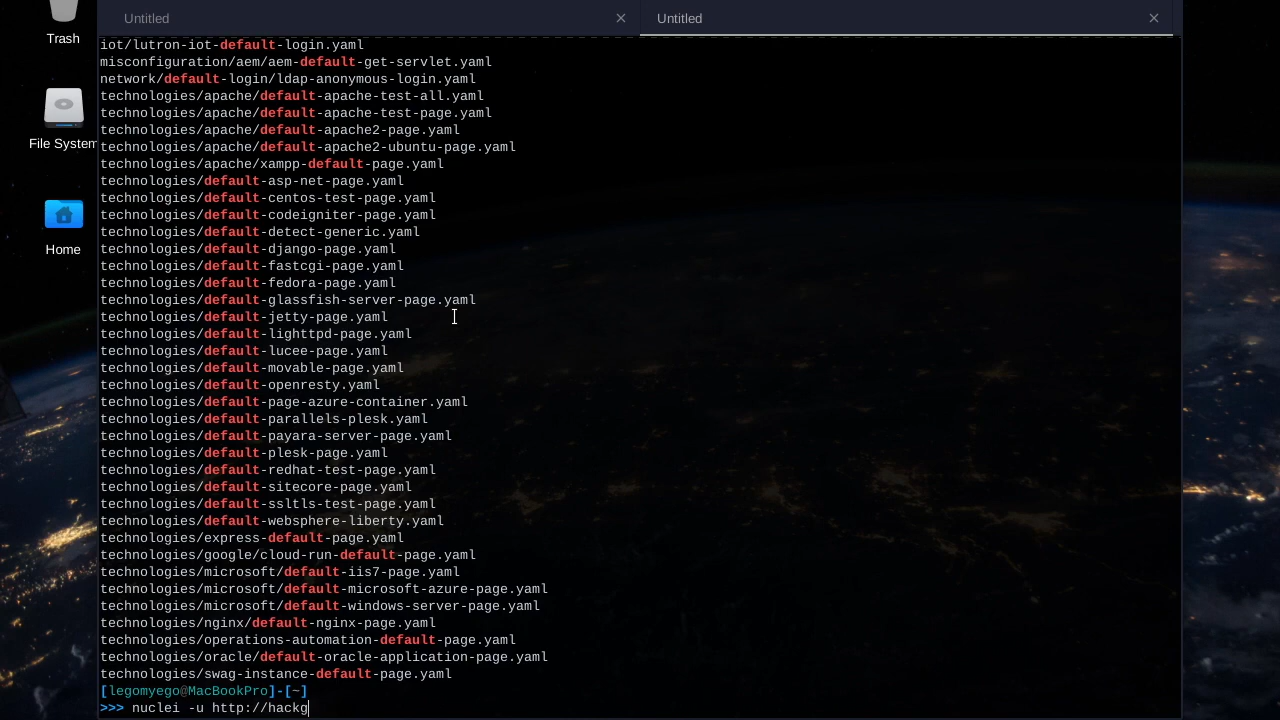 Untitled
Untitled
Trash
File System
Home
iot/lutron-iot-default-login.yaml
misconfiguration/aem/aem-default-get-servlet.yaml
network/default-login/ldap-anonymous-login.yaml
technologies/apache/default-apache-test-all.yaml
technologies/apache/default-apache-test-page.yaml
technologies/apache/default-apache2-page.yaml
technologies/apache/default-apache2-ubuntu-page.yaml
technologies/apache/xampp-default-page.yaml
technologies/default-asp-net-page.yaml
technologies/default-centos-test-page.yaml
technologies/default-codeigniter-page.yaml
technologies/default-detect-generic.yaml
technologies/default-django-page.yaml
technologies/default-fastcgi-page.yaml
technologies/default-fedora-page.yaml
technologies/default-glassfish-server-page.yaml
technologies/default-jetty-page.yaml
technologies/default-lighttpd-page.yaml
technologies/default-lucee-page.yaml
technologies/default-movable-page.yaml
technologies/default-openresty.yaml
technologies/default-page-azure-container.yaml
technologies/default-parallels-plesk.yaml
technologies/default-payara-server-page.yaml
technologies/default-plesk-page.yaml
technologies/default-redhat-test-page.yaml
technologies/default-sitecore-page.yaml
technologies/default-ssltls-test-page.yaml
technologies/default-websphere-liberty.yaml
technologies/express-default-page.yaml
technologies/google/cloud-run-default-page.yaml
technologies/microsoft/default-iis7-page.yaml
technologies/microsoft/default-microsoft-azure-page.yaml
technologies/microsoft/default-windows-server-page.yaml
technologies/nginx/default-nginx-page.yaml
technologies/operations-automation-default-page.yaml
technologies/oracle/default-oracle-application-page.yaml
technologies/swag-instance-default-page.yaml
[legomyego@MacBookPro]-[~]
>>> nuclei -u http://hackg